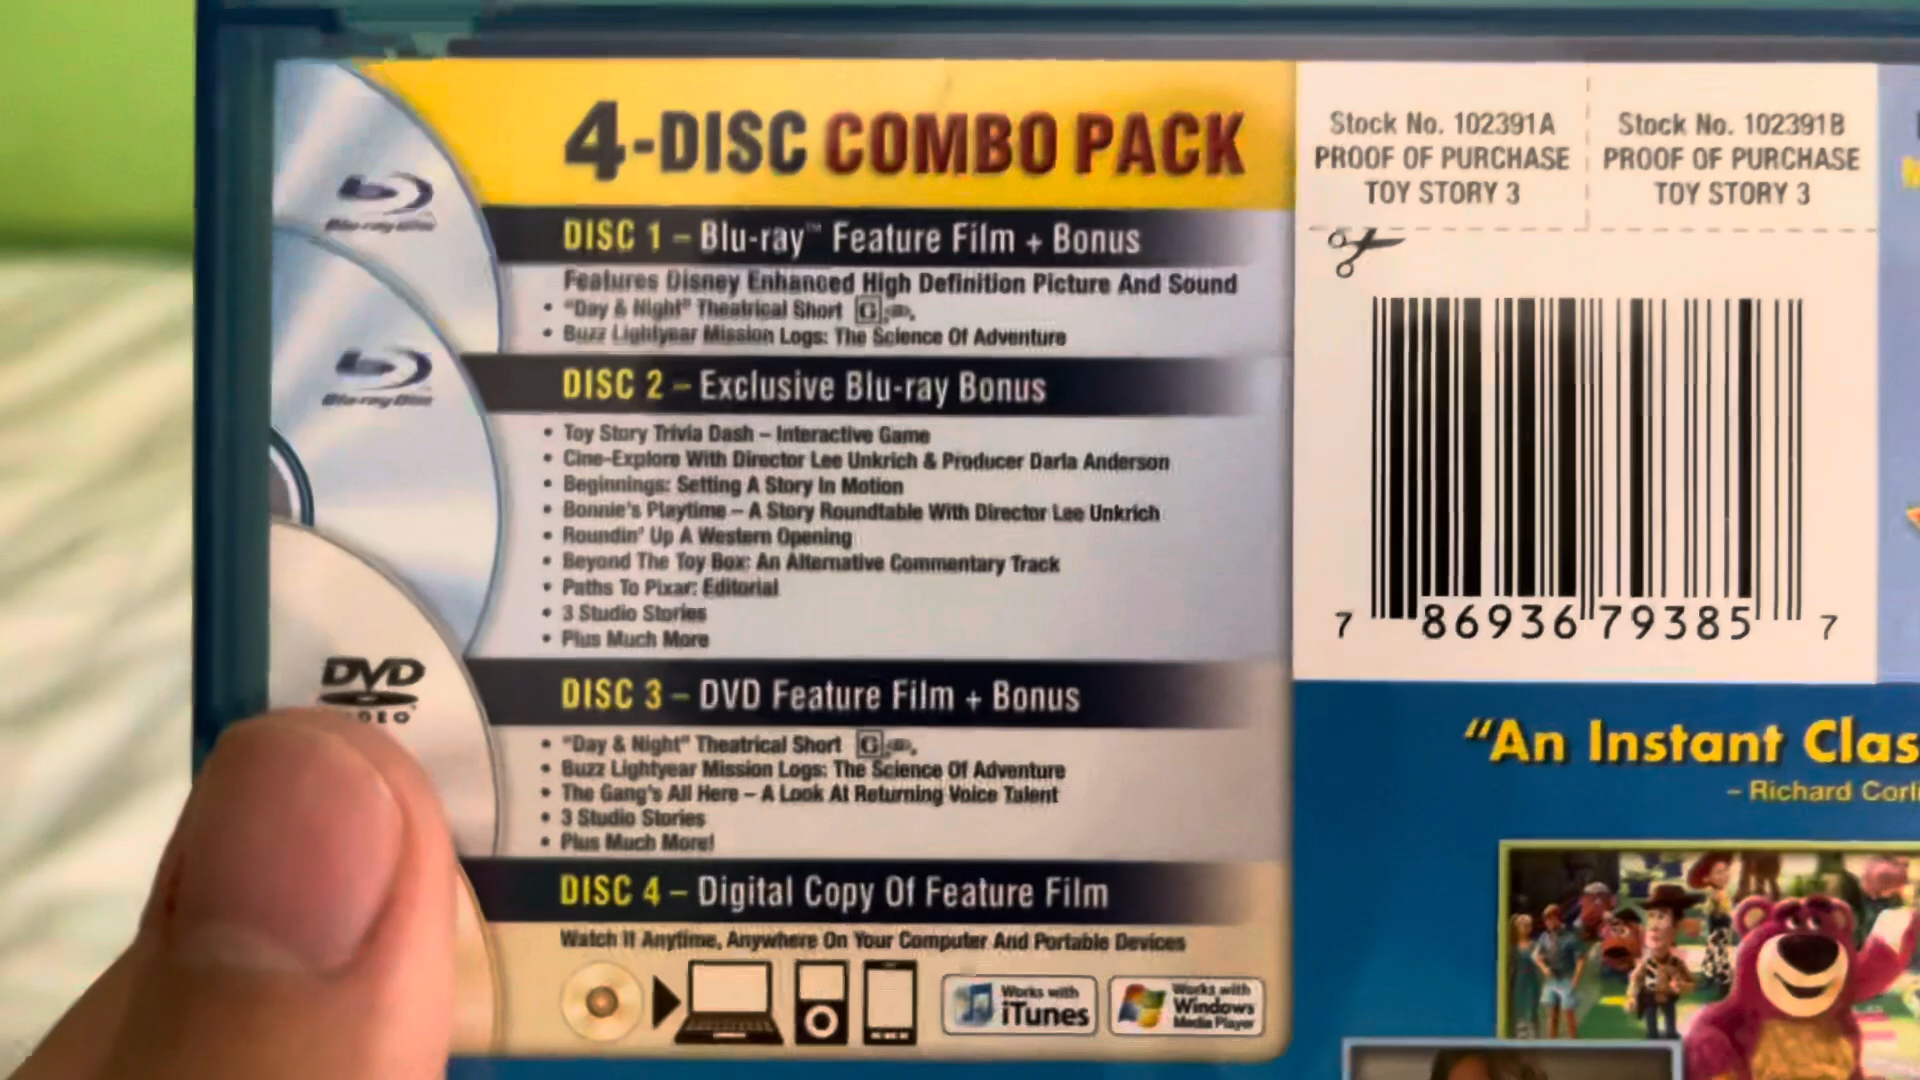 4-DISC COMBO PACK
DISC 1 – Blu-ray™ Feature Film + Bonus
Features Disney Enhanced High Definition Picture And Sound
• "Day & Night" Theatrical Short G
• Buzz Lightyear Mission Logs: The Science Of Adventure
DISC 2 – Exclusive Blu-ray Bonus
• Toy Story Trivia Dash – Interactive Game
• Cine-Explore With Director Lee Unkrich & Producer Darla Anderson
• Beginnings: Setting A Story In Motion
• Bonnie's Playtime – A Story Roundtable With Director Lee Unkrich
• Roundin' Up A Western Opening
• Beyond The Toy Box: An Alternative Commentary Track
• Paths To Pixar: Editorial
• 3 Studio Stories
• Plus Much More
DISC 3 – DVD Feature Film + Bonus
• "Day & Night" Theatrical Short G
• Buzz Lightyear Mission Logs: The Science Of Adventure
• The Gang's All Here – A Look At Returning Voice Talent
• 3 Studio Stories
• Plus Much More!
DISC 4 – Digital Copy Of Feature Film
Watch It Anytime, Anywhere On Your Computer And Portable Devices
Works with
iTunes
Works with
Windows
Media Player
Blu-ray Disc
Blu-ray Disc
DVD
Stock No. 102391A
PROOF OF PURCHASE
TOY STORY 3
Stock No. 102391B
PROOF OF PURCHASE
TOY STORY 3
7 86936 79385 7
"An Instant Clas
– Richard Corli